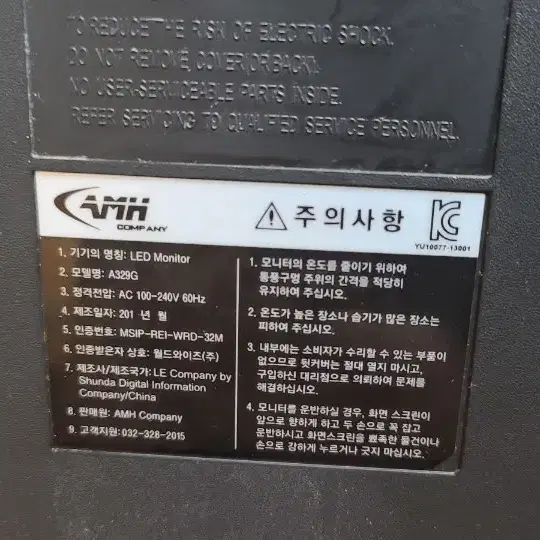 TO REDUCE THE RISK OF ELECTRIC SHOCK.
DO NOT REMOVE COVER(OR BACK).
NO USER-SERVICEABLE PARTS INSIDE.
REFER SERVICING TO QUALIFIED SERVICE PERSONNEL.
AMH
COMPANY
주의사항
YU10077-13001
1. 기기의 명칭: LED Monitor
2. 모델명: A329G
3. 정격전압: AC 100-240V 60Hz
4. 제조일자: 201 년 월
5. 인증번호: MSIP-REI-WRD-32M
6. 인증받은자 상호: 월드와이즈(주)
7. 제조사/제조국가: LE Company by
Shunda Digital Information
Company/China
8. 판매원: AMH Company
9. 고객지원: 032-328-2015
1. 모니터의 온도를 줄이기 위하여
통풍구멍 주위의 간격을 적당히
유지하여 주십시오.
2. 온도가 높은 장소나 습기가 많은 장소는
피하여 주십시오.
3. 내부에는 소비자가 수리할 수 있는 부품이
없으므로 뒷커버는 절대 열지 마시고,
구입하신 대리점으로 의뢰하여 문제를
해결하십시오.
4. 모니터를 운반하실 경우, 화면 스크린이
앞으로 향하게 하고 두 손으로 꼭 잡고
운반하시고 화면스크린을 뾰족한 물건이나
손으로 강하게 누르거나 긋지 마십시오.